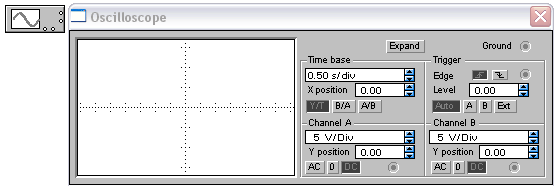 Oscilloscope
Expand Ground
Time base Trigger
0.50 s/div Edge
X position 0.00 Level 0.00
Y/T B/A A/B Auto A B Ext
Channel A Channel B
5 V/Div 5 V/Div
Y position 0.00 Y position 0.00
AC 0 DC AC 0 DC